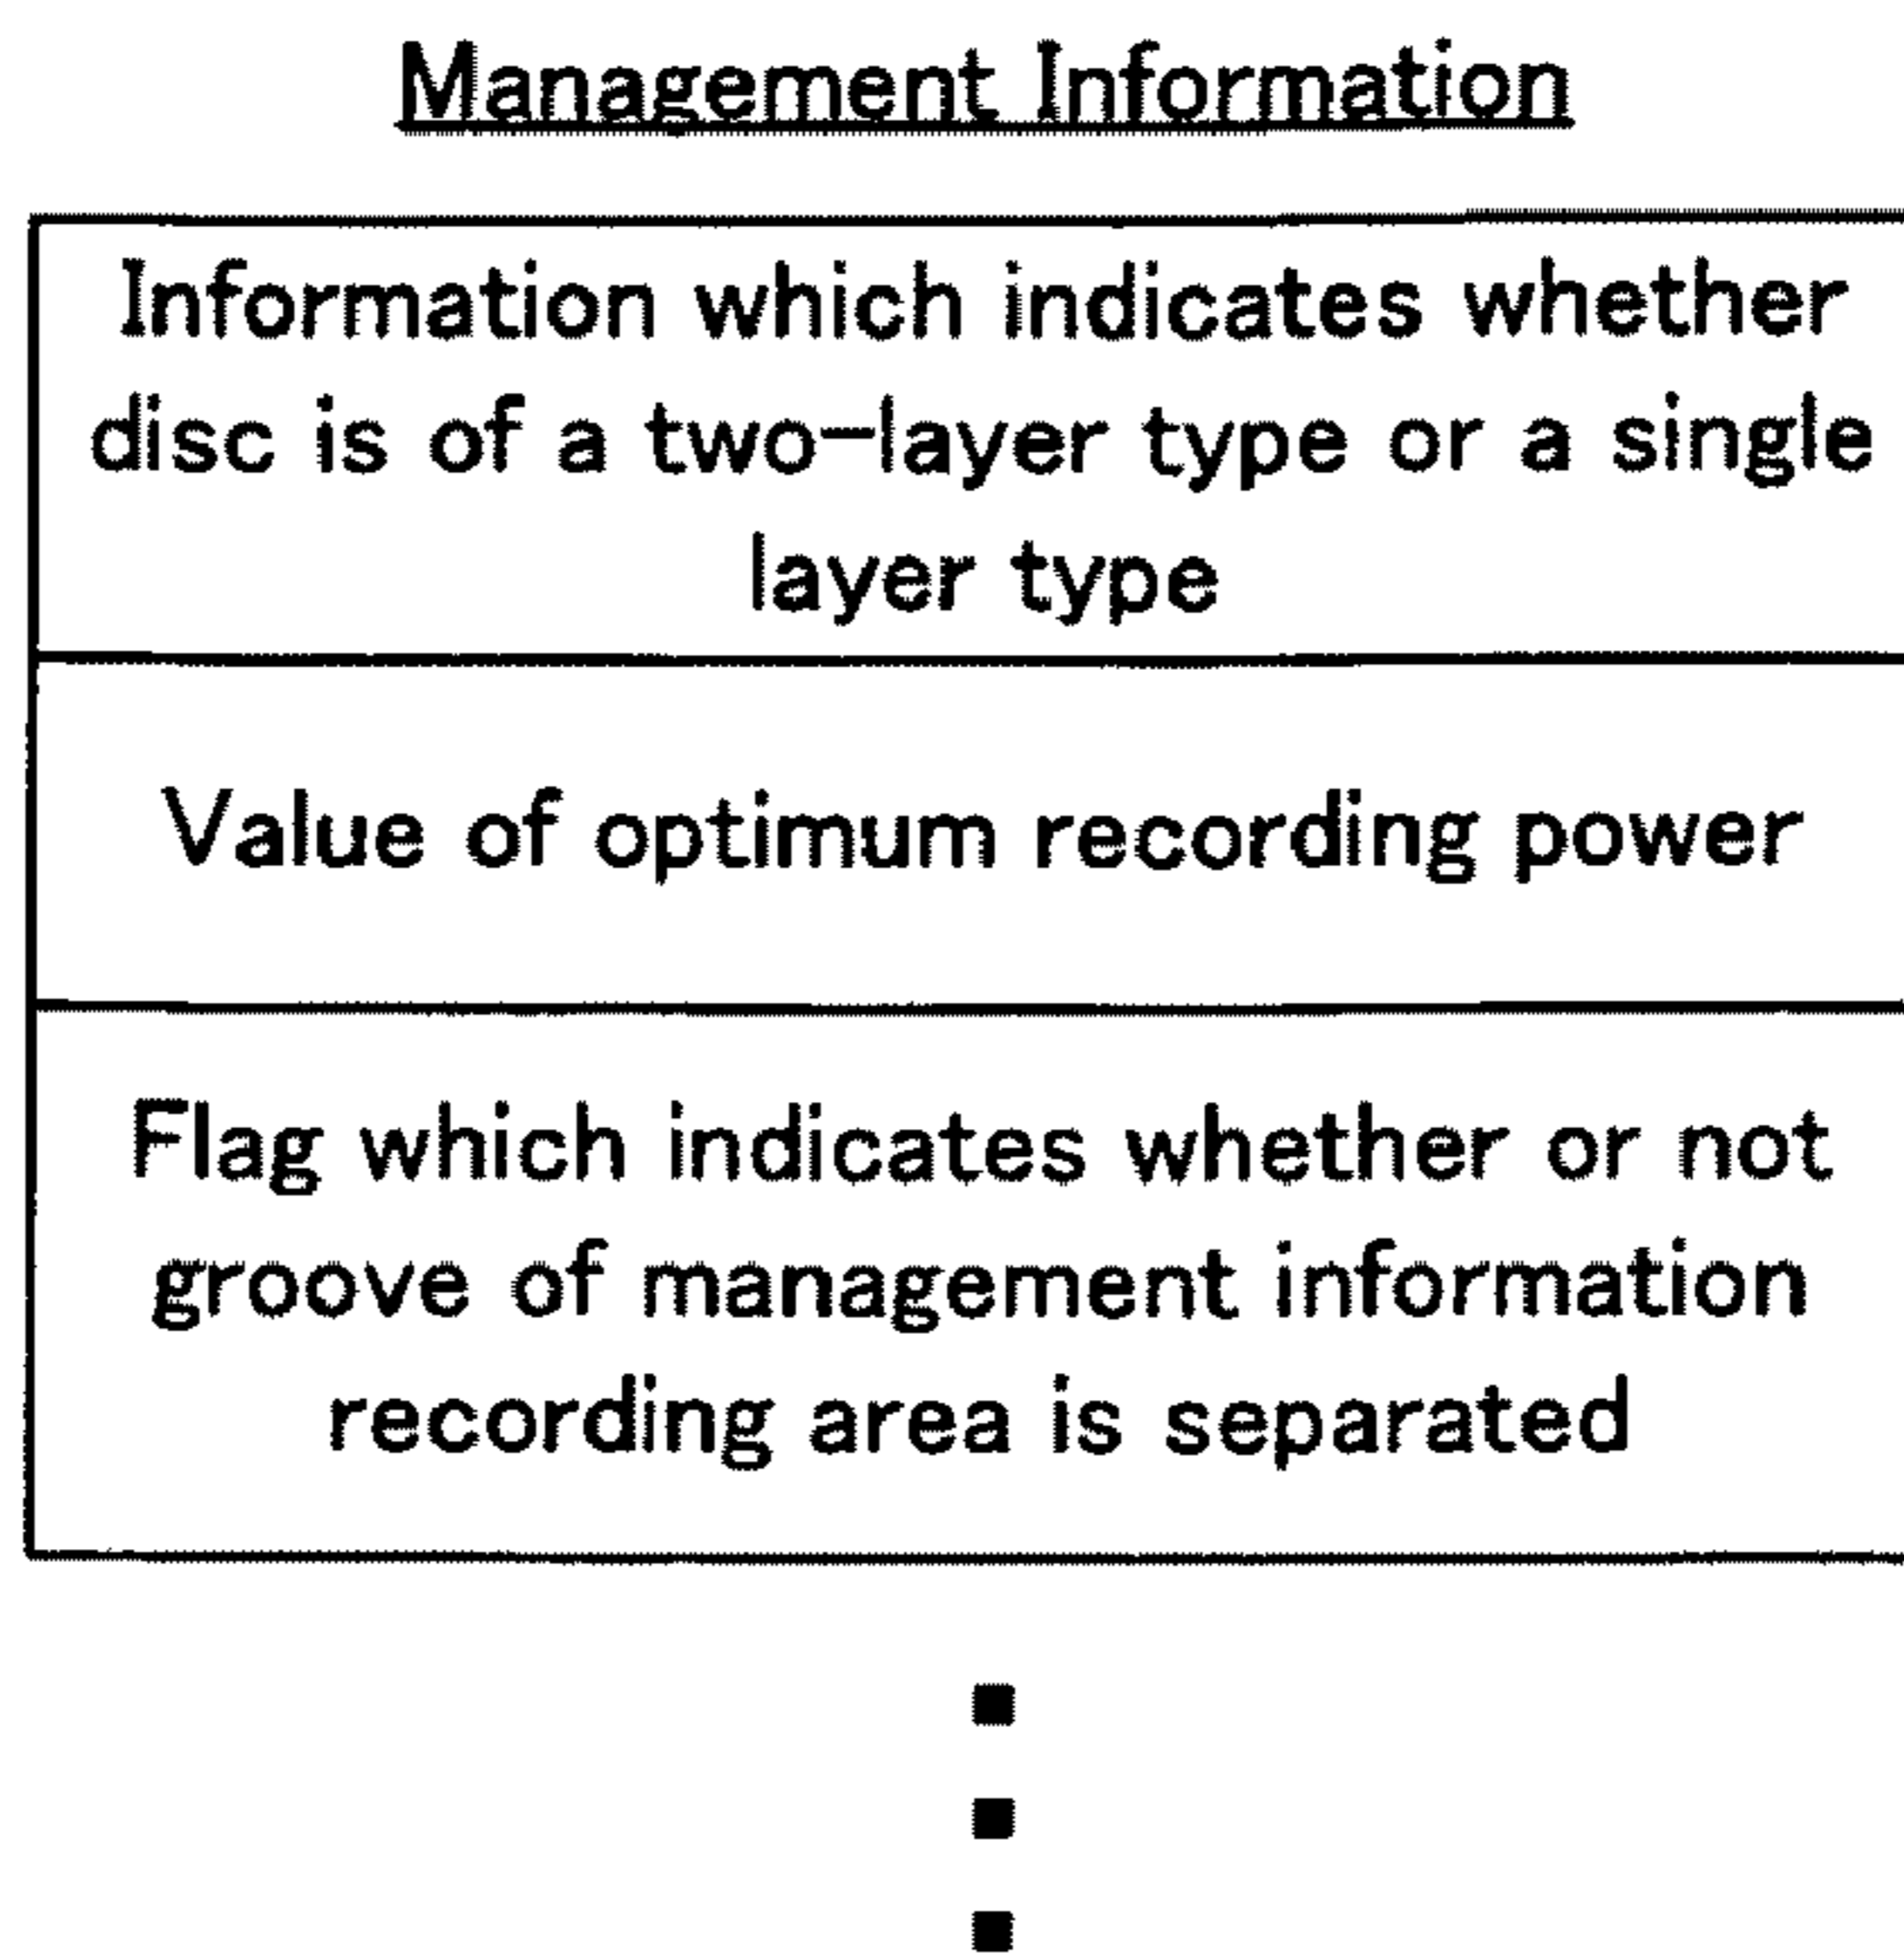 Management Information
Information which indicates whether
disc is of a two-layer type or a single
layer type
Value of optimum recording power
Flag which indicates whether or not
groove of management information
recording area is separated